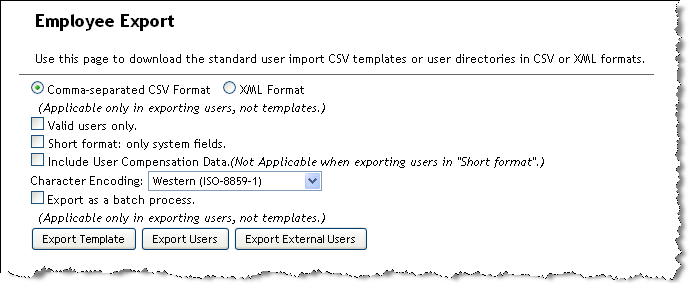 Employee Export
Use this page to download the standard user import CSV templates or user directories in CSV or XML formats.
Comma-separated CSV Format XML Format
(Applicable only in exporting users, not templates.)
Valid users only.
Short format: only system fields.
Include User Compensation Data.(Not Applicable when exporting users in "Short format".)
Character Encoding: Western (ISO-8859-1)
Export as a batch process.
(Applicable only in exporting users, not templates.)
Export Template Export Users Export External Users